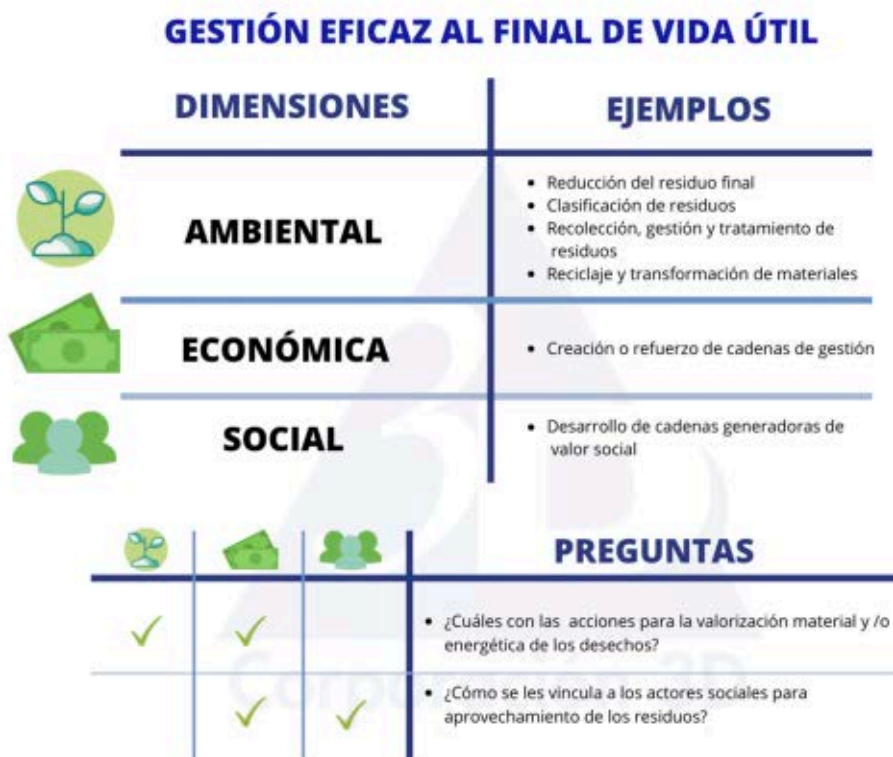 GESTIÓN EFICAZ AL FINAL DE VIDA ÚTIL
DIMENSIONES
EJEMPLOS
AMBIENTAL
• Reducción del residuo final
• Clasificación de residuos
• Recolección, gestión y tratamiento de
residuos
• Reciclaje y transformación de materiales
ECONÓMICA
• Creación o refuerzo de cadenas de gestión
SOCIAL
• Desarrollo de cadenas generadoras de
valor social
PREGUNTAS
• ¿Cuáles con las acciones para la valorización material y /o
energética de los desechos?
• ¿Cómo se les vincula a los actores sociales para
aprovechamiento de los residuos?
Corporación 3D